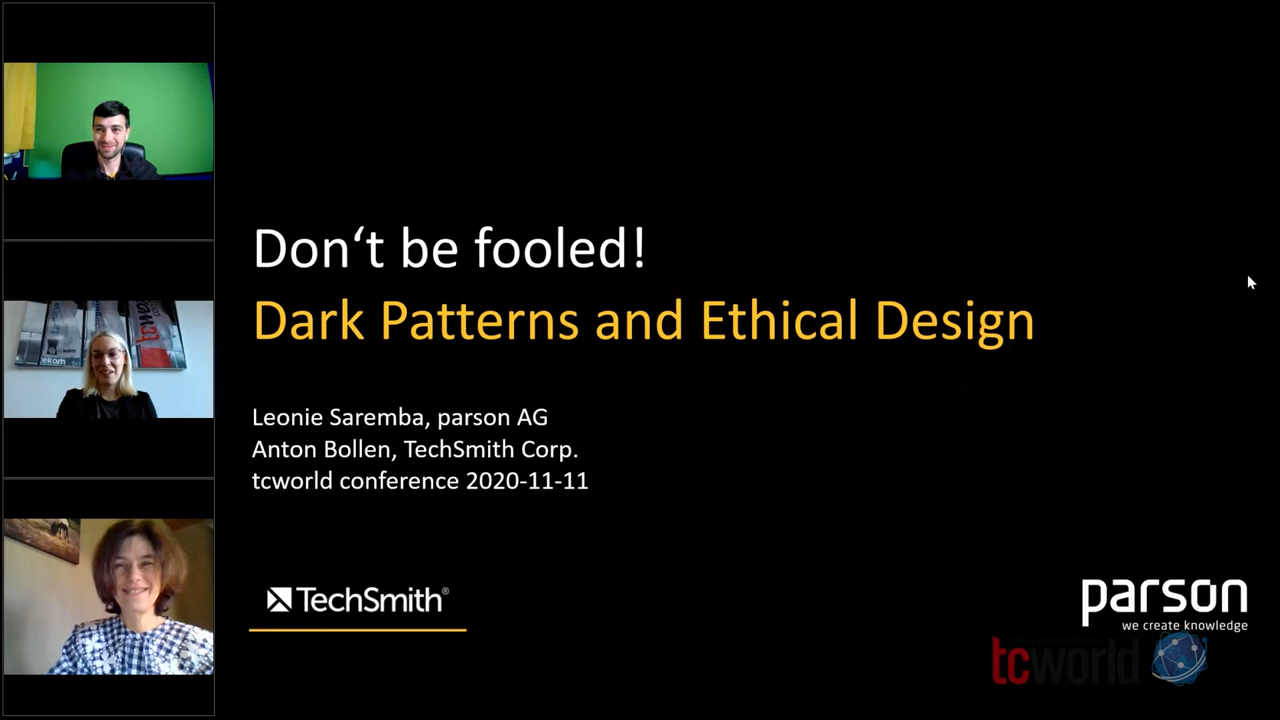 Don‘t be fooled!
Dark Patterns and Ethical Design
Leonie Saremba, parson AG
Anton Bollen, TechSmith Corp.
tcworld conference 2020-11-11
TechSmith®
parson
we create knowledge
tcworld
tekom